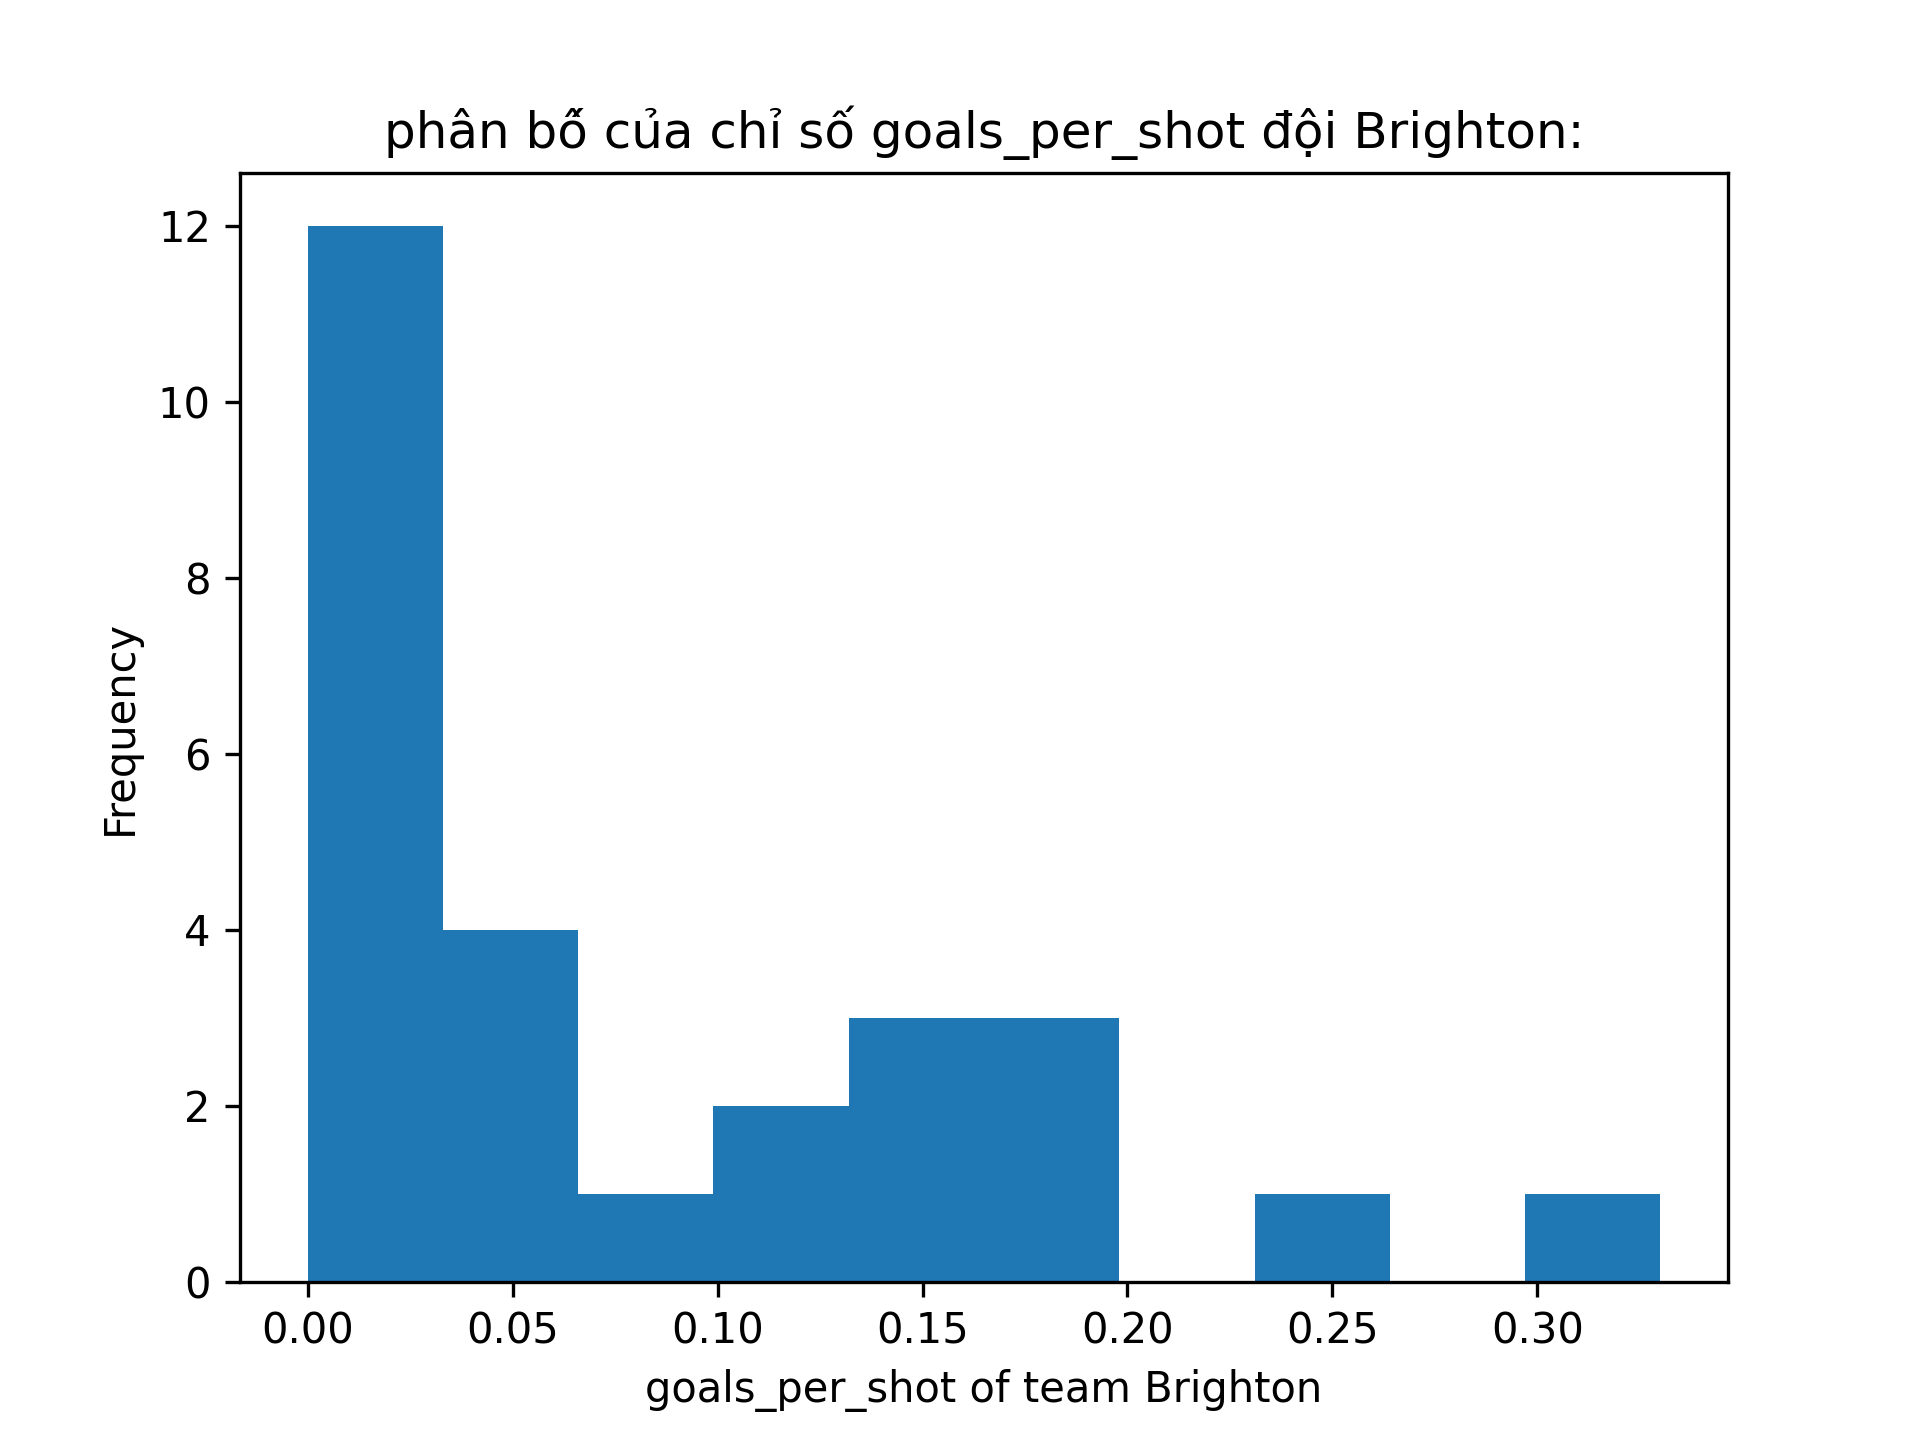 phân bỗ của chỉ số goals_per_shot đội Brighton:
12
10
8
6
4
2
0
Frequency
0.00 0.05 0.10 0.15 0.20 0.25 0.30
goals_per_shot of team Brighton